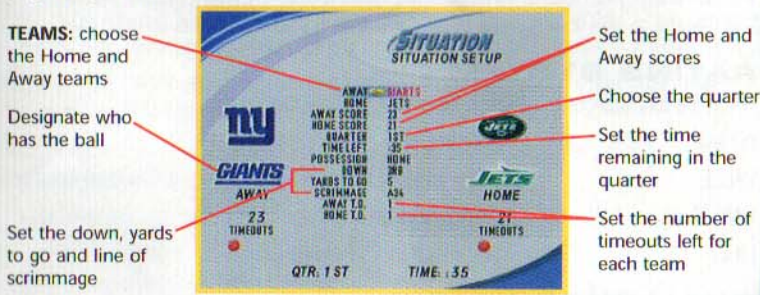 TEAMS: choose
the Home and
Away teams
Designate who
has the ball
Set the down, yards
to go and line of
scrimmage
SITUATION
SITUATION SETUP
AWAY GIANTS
HOME JETS
AWAY SCORE 23
HOME SCORE 21
QUARTER 1ST
TIME LEFT :35
POSSESSION HOME
DOWN 3RD
YARDS TO GO 5
SCRIMMAGE A34
AWAY T.O. 1
HOME T.O. 1
ny
GIANTS
AWAY
23
TIMEOUTS
JETS
JETS
HOME
21
TIMEOUTS
QTR: 1ST TIME: :35
Set the Home and
Away scores
Choose the quarter
Set the time
remaining in the
quarter
Set the number of
timeouts left for
each team